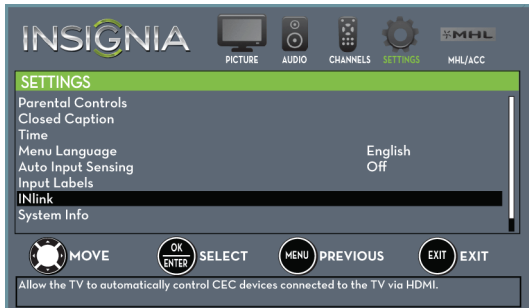 INSIGNIA
PICTURE AUDIO CHANNELS SETTINGS MHL MHL/ACC
SETTINGS
Parental Controls
Closed Caption
Time
Menu Language English
Auto Input Sensing Off
Input Labels
INlink
System Info
MOVE OK ENTER SELECT MENU PREVIOUS EXIT EXIT
Allow the TV to automatically control CEC devices connected to the TV via HDMI.